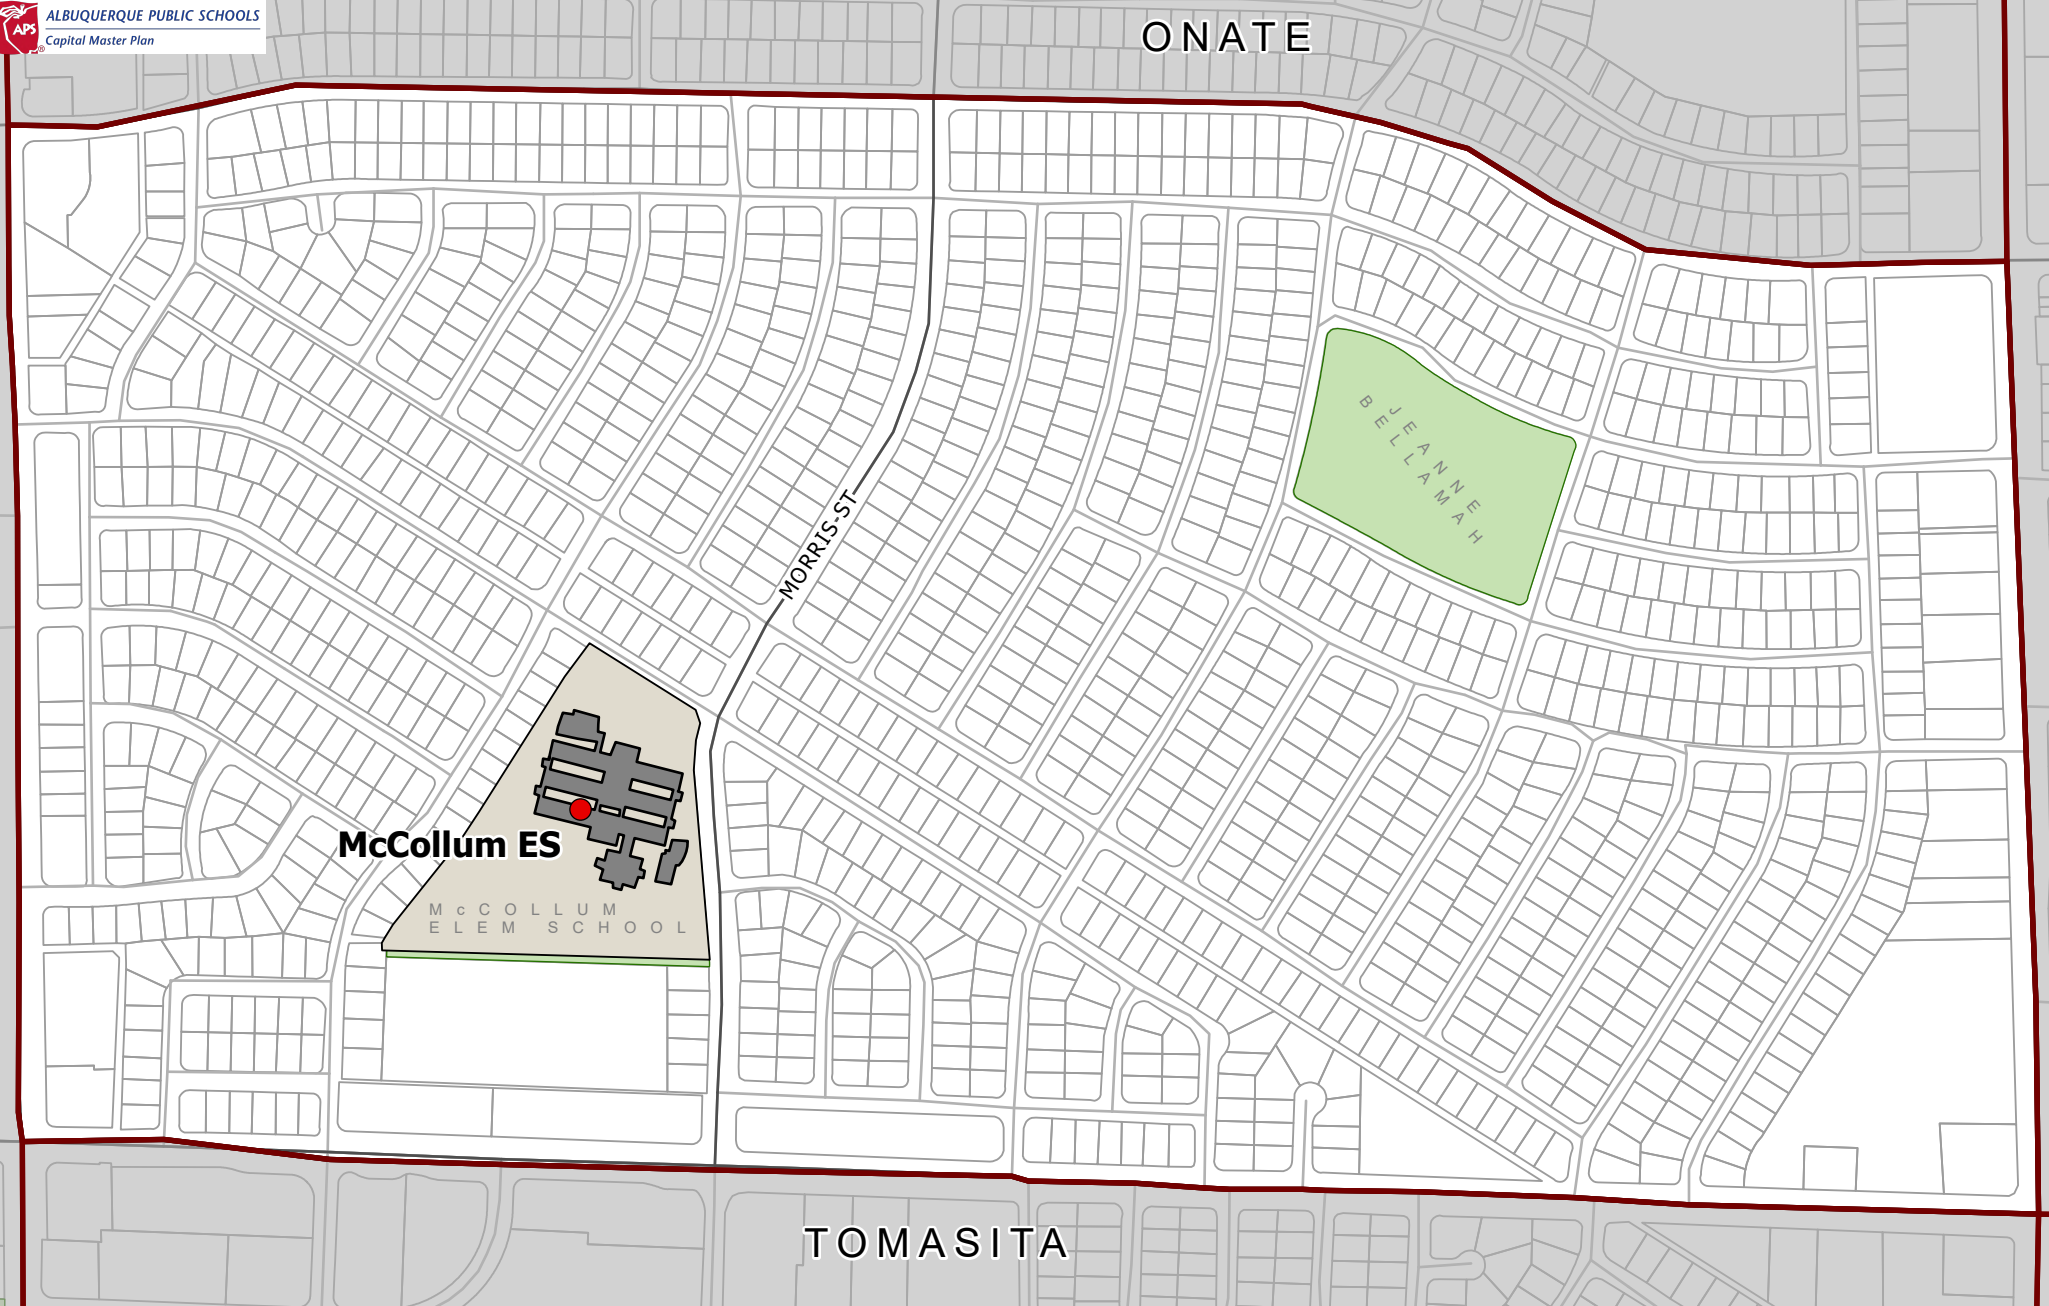 APS
ALBUQUERQUE PUBLIC SCHOOLS
Capital Master Plan
ONATE
JEANNE
BELLAMAH
MORRIS-ST
McCollum ES
McCOLLUM
ELEM SCHOOL
TOMASITA